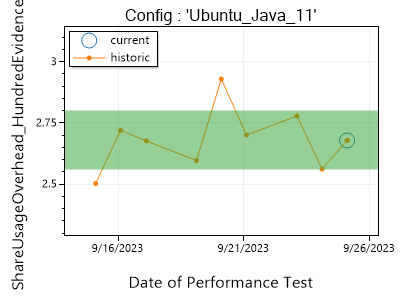 Config : 'Ubuntu_Java_11'
ShareUsageOverhead_HundredEvidence
current
historic
3
2.75
2.5
9/16/2023
9/21/2023
9/26/2023
Date of Performance Test